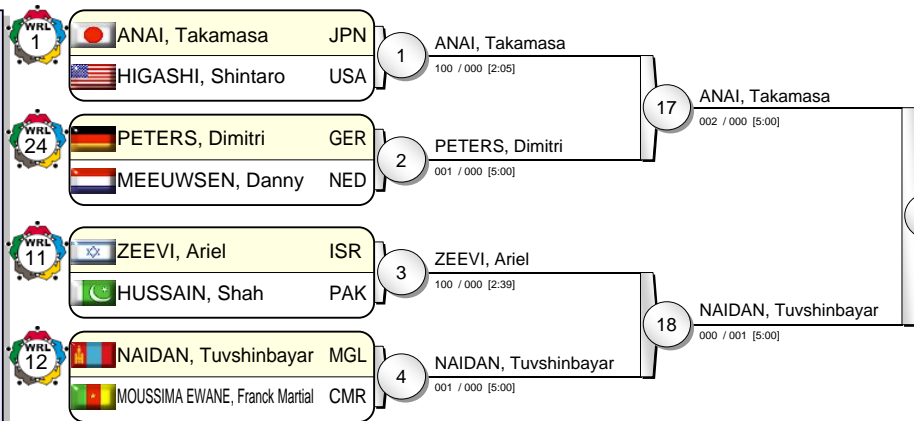 WRL
1
ANAI, Takamasa JPN
HIGASHI, Shintaro USA
1
ANAI, Takamasa
100 / 000 [2:05]
17
ANAI, Takamasa
002 / 000 [5:00]
WRL
24
PETERS, Dimitri GER
MEEUWSEN, Danny NED
2
PETERS, Dimitri
001 / 000 [5:00]
WRL
11
ZEEVI, Ariel ISR
HUSSAIN, Shah PAK
3
ZEEVI, Ariel
100 / 000 [2:39]
18
NAIDAN, Tuvshinbayar
000 / 001 [5:00]
WRL
12
NAIDAN, Tuvshinbayar MGL
MOUSSIMA EWANE, Franck Martial CMR
4
NAIDAN, Tuvshinbayar
001 / 000 [5:00]